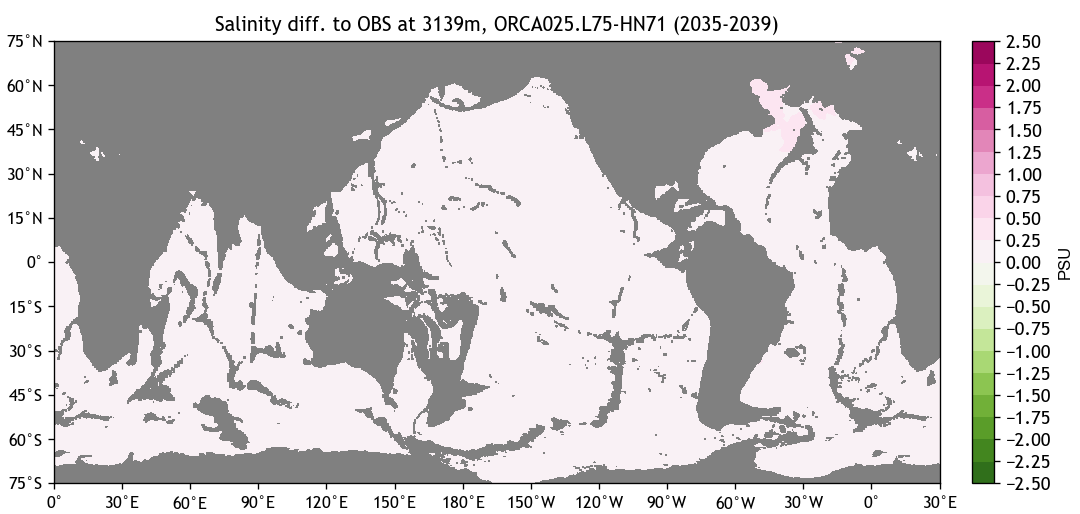 Salinity diff. to OBS at 3139m, ORCA025.L75-HN71 (2035-2039)
75°N
60°N
45°N
30°N
15°N
0°
15°S
30°S
45°S
60°S
75°S
0° 30°E 60°E 90°E 120°E 150°E 180°E 150°W 120°W 90°W 60°W 30°W 0° 30°E
2.50
2.25
2.00
1.75
1.50
1.25
1.00
0.75
0.50
0.25
0.00
−0.25
−0.50
−0.75
−1.00
−1.25
−1.50
−1.75
−2.00
−2.25
−2.50
PSU